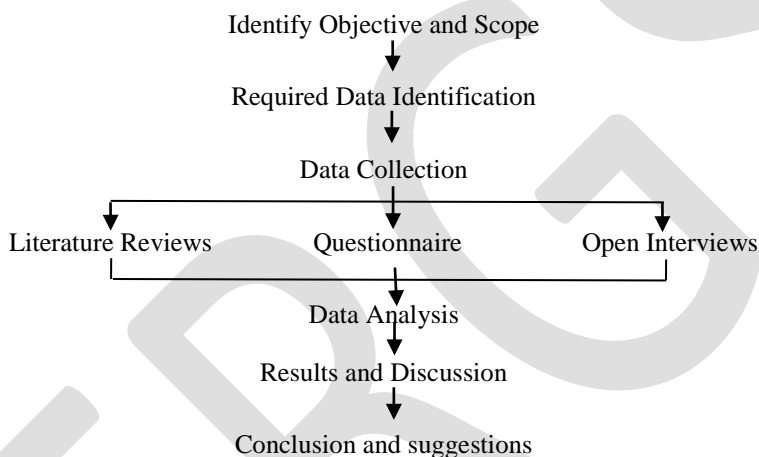 Identify Objective and Scope
Required Data Identification
Data Collection
Literature Reviews Questionnaire Open Interviews
Data Analysis
Results and Discussion
Conclusion and suggestions